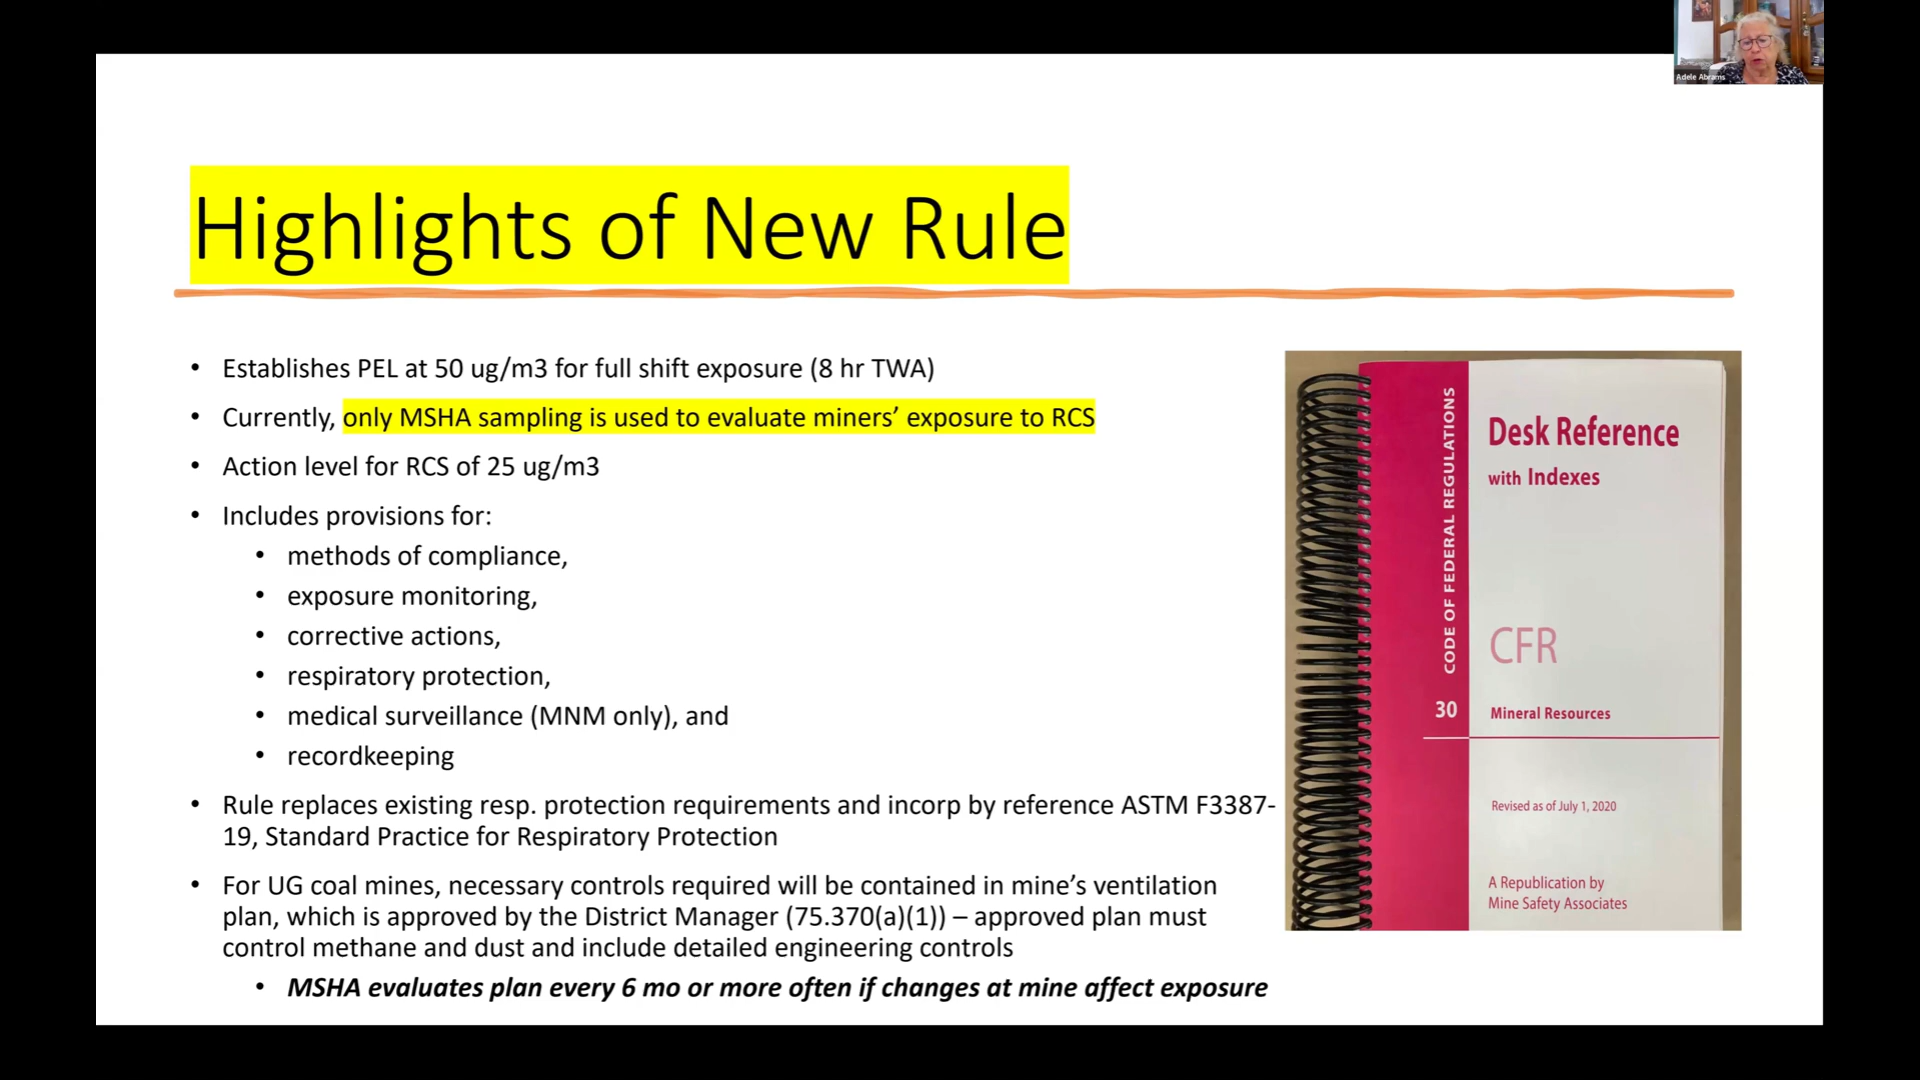 Adele Abrams
Highlights of New Rule
• Establishes PEL at 50 ug/m3 for full shift exposure (8 hr TWA)
• Currently, only MSHA sampling is used to evaluate miners’ exposure to RCS
• Action level for RCS of 25 ug/m3
• Includes provisions for:
• methods of compliance,
• exposure monitoring,
• corrective actions,
• respiratory protection,
• medical surveillance (MNM only), and
• recordkeeping
• Rule replaces existing resp. protection requirements and incorp by reference ASTM F3387-
19, Standard Practice for Respiratory Protection
• For UG coal mines, necessary controls required will be contained in mine’s ventilation
plan, which is approved by the District Manager (75.370(a)(1)) – approved plan must
control methane and dust and include detailed engineering controls
• MSHA evaluates plan every 6 mo or more often if changes at mine affect exposure
CODE OF FEDERAL REGULATIONS
30
Desk Reference
with Indexes
CFR
Mineral Resources
Revised as of July 1, 2020
A Republication by
Mine Safety Associates